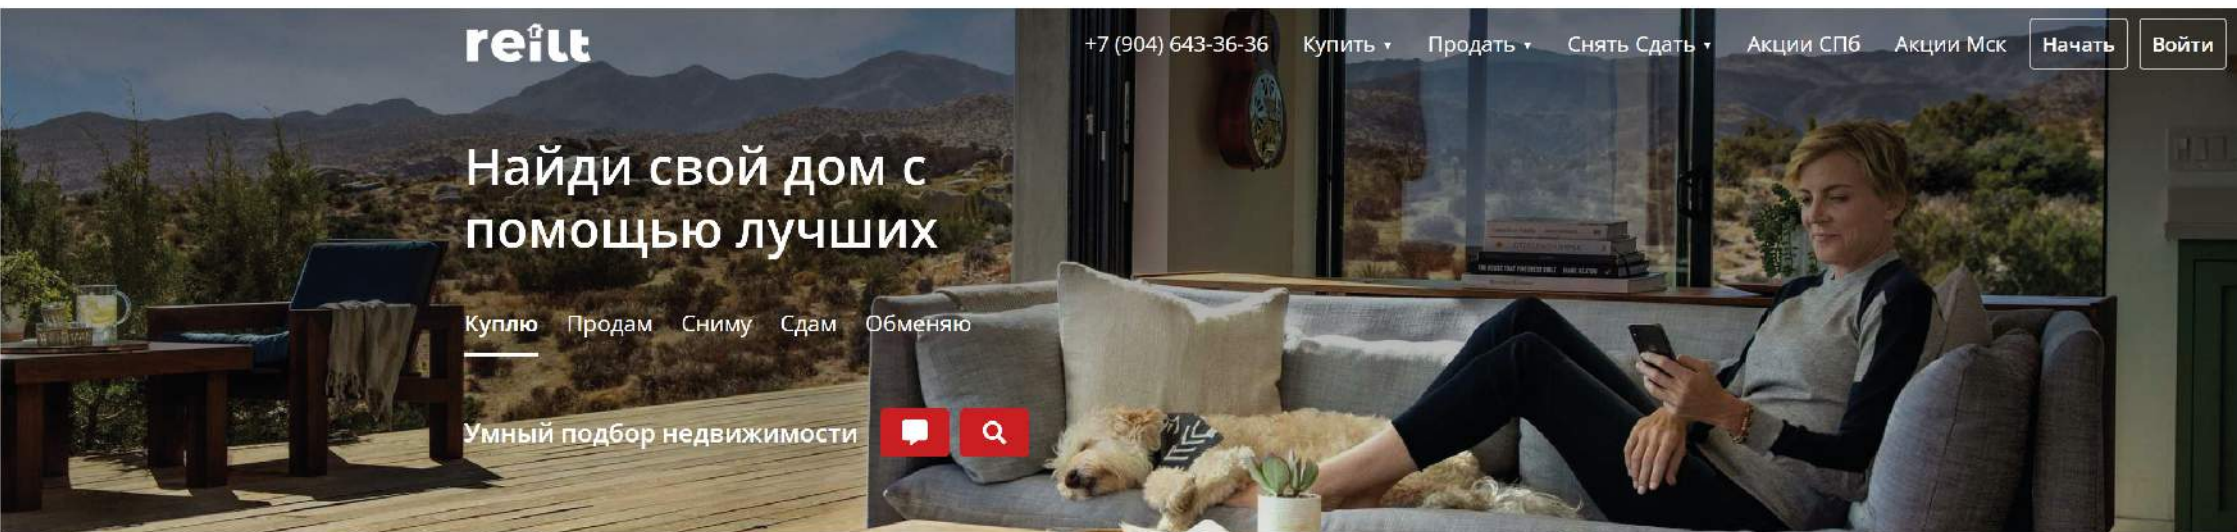 reilt
+7 (904) 643-36-36 Купить ▾ Продать ▾ Снять Сдать ▾ Акции СПб Акции Мск Начать Войти
Найди свой дом с
помощью лучших
Куплю Продам Сниму Сдам Обменяю
Умный подбор недвижимости